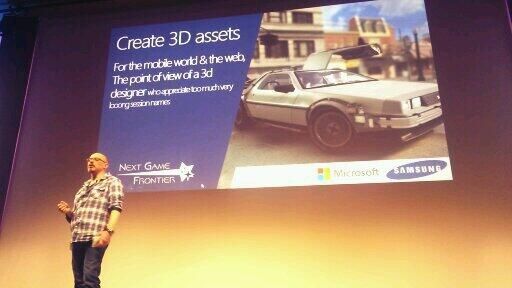 Create 3D assets
For the mobile world & the web,
The point of view of a 3d
designer who appreciate too much very
looong session names
NEXT GAME
FRONTIER
Microsoft
SAMSUNG